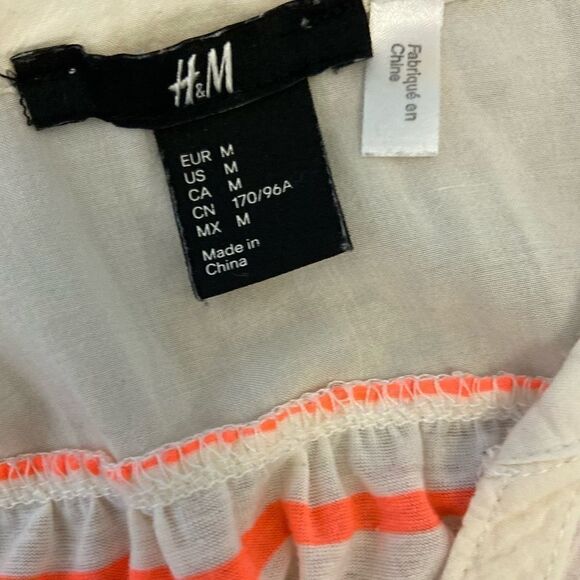 H&M
EUR M
US M
CA M
CN 170/96A
MX M
Made in
China
Fabriqué en
Chine